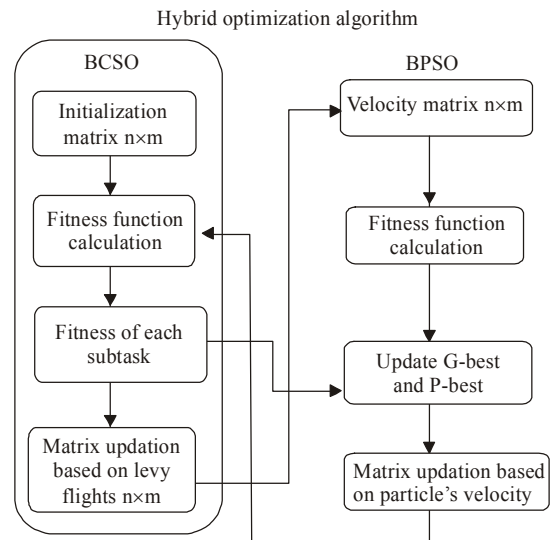 Hybrid optimization algorithm
BCSO
Initialization
matrix n×m
Fitness function
calculation
Fitness of each
subtask
Matrix updation
based on levy
flights n×m
BPSO
Velocity matrix n×m
Fitness function
calculation
Update G-best
and P-best
Matrix updation based
on particle's velocity